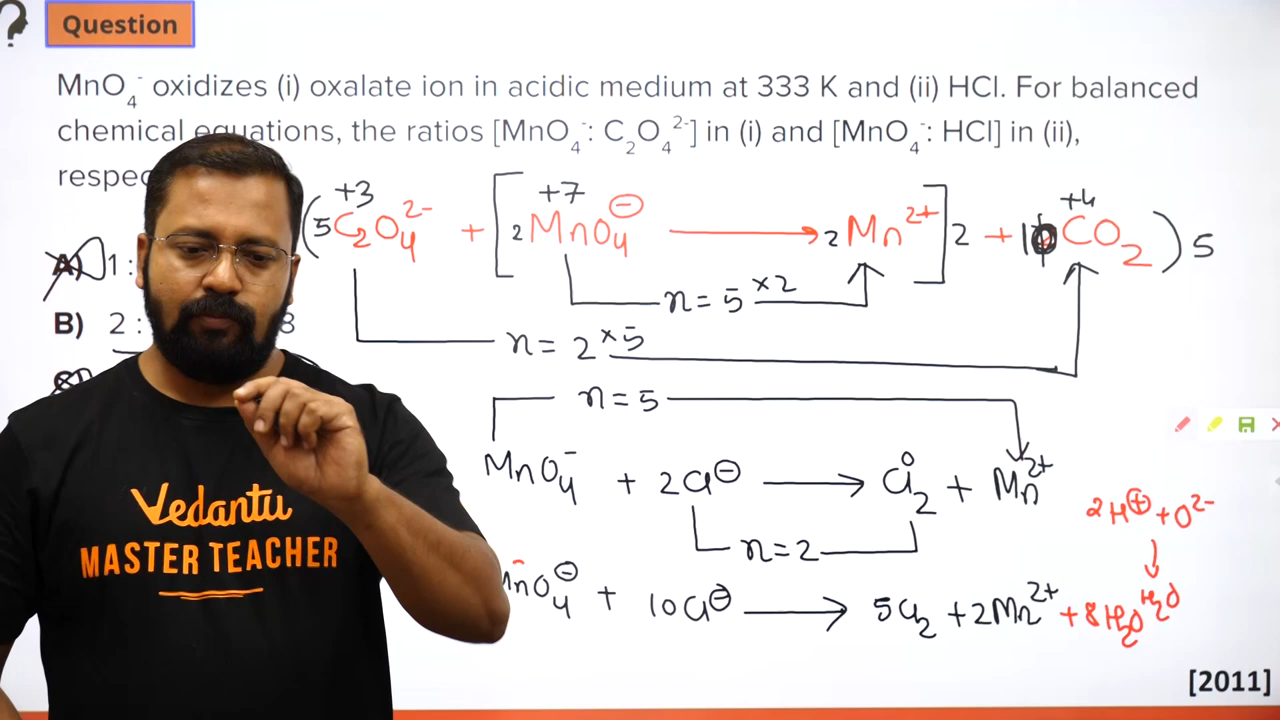 ?
Question
MnO₄⁻ oxidizes (i) oxalate ion in acidic medium at 333 K and (ii) HCl. For balanced
chemical equations, the ratios [MnO₄⁻: C₂O₄²⁻] in (i) and [MnO₄⁻: HCl] in (ii),
+3 +7 +4
(5C₂O₄²⁻ + [2MnO₄⊖ → 2Mn²⁺]2 + 10CO₂)5
A) 1 :
n = 5 ×2
B) 2 : 8
n = 2 ×5
n = 5
MnO₄⁻ + 2Cl⊖ → Cl₂⁰ + Mn²⁺
2H⊕ + O²⁻
n = 2
H₂O
MnO₄⊖ + 10Cl⊖ → 5Cl₂ + 2Mn²⁺ + 8H₂O
Vedantu
MASTER TEACHER
[2011]